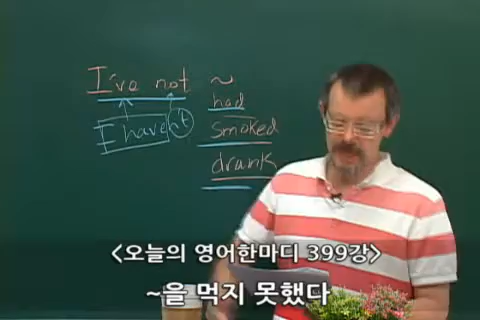 I've not ~
had
I haven't
smoked
drank
<오늘의 영어한마디 399강>
~을 먹지 못했다